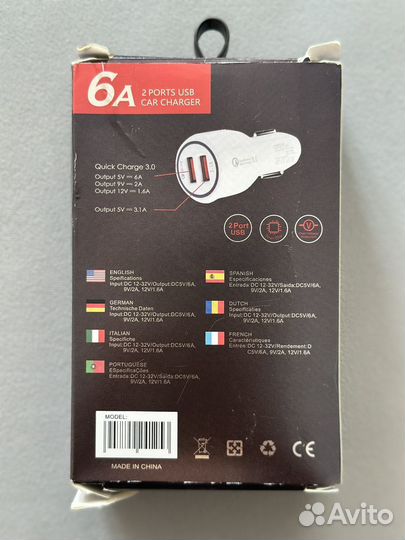 6A 2 PORTS USB
CAR CHARGER
Quick Charge 3.0
Output 5V 6A
Output 9V 2A
Output 12V 1.6A
Output 5V 3.1A
2 Port
USB
V
ENGLISH
Speifications
Input:DC 12-32V/Output:DC5V/6A,
9V/2A, 12V/1.6A
SPANISH
Especificaciones
Entrada:DC 12-32V/Saída:DC5V/6A,
9V/2A, 12V/1.6A
GERMAN
Technische Daten
Input:DC 12-32V/Output:DC5V/6A,
9V/2A, 12V/1.6A
DUTCH
Specificaties
Input:DC 12-32V/Output:DC5V/6A,
9V/2A, 12V/1.6A
ITALIAN
Specifiche
Input:DC 12-32V/Output:DC5V/6A,
9V/2A, 12V/1.6A
FRENCH
Caractéristiques
Entrée:DC 12-32V/Rendement:D
C5V/6A, 9V/2A, 12V/1.6A
PORTUGUÊSE
ESpecificaÇões
Entrada:DC 12-32V/Saída:DC5V/6A,
9V/2A, 12V/1.6A
MODEL:
MADE IN CHINA
CE
Avito